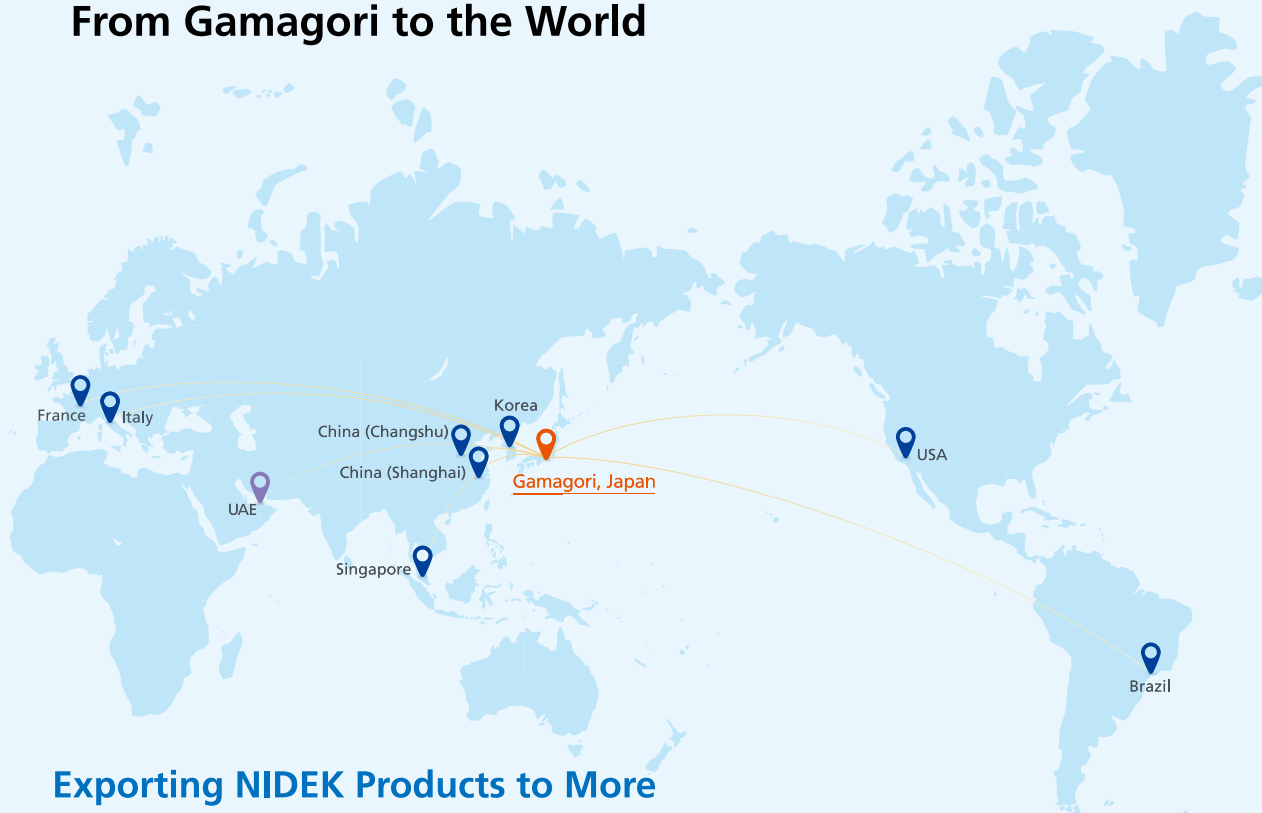 From Gamagori to the World
Korea
France
Italy
China (Changshu)
USA
China (Shanghai)
Gamagori, Japan
UAE
Singapore
Brazil
Exporting NIDEK Products to More